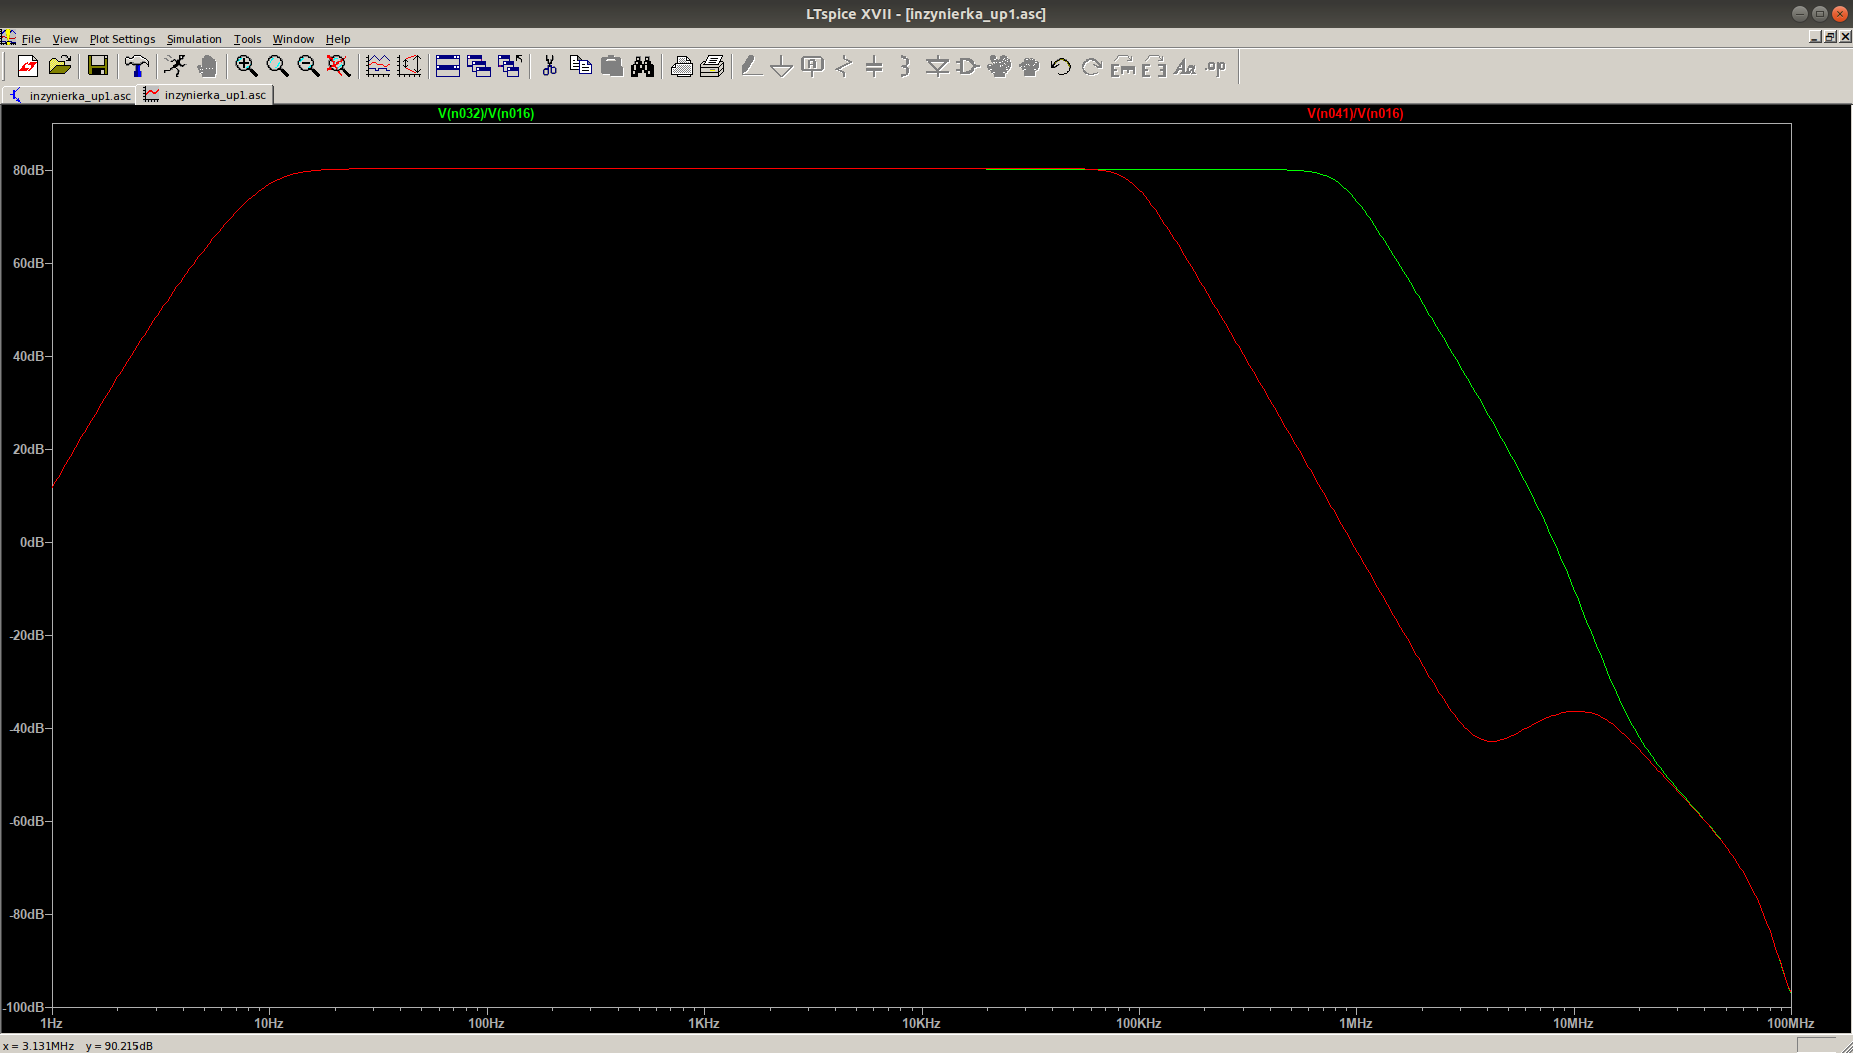 LTspice XVII - [inzynierka_up1.asc]
File View Plot Settings Simulation Tools Window Help
A Aa .op
inzynierka_up1.asc inzynierka_up1.asc
V(n032)/V(n016) V(n041)/V(n016)
80dB
60dB
40dB
20dB
0dB
-20dB
-40dB
-60dB
-80dB
-100dB
1Hz 10Hz 100Hz 1KHz 10KHz 100KHz 1MHz 10MHz 100MHz
x = 3.131MHz y = 90.215dB